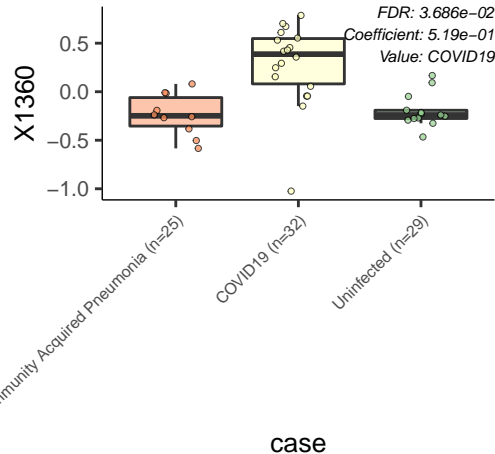 FDR: 3.686e−02
Coefficient: 5.19e−01
Value: COVID19
X1360
0.5
0.0
−0.5
−1.0
Acquired Pneumonia (n=25)
COVID19 (n=32)
Uninfected (n=29)
case